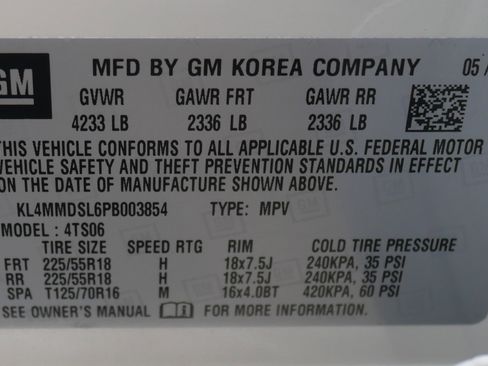 GM MFD BY GM KOREA COMPANY 05/
GVWR GAWR FRT GAWR RR
4233 LB 2336 LB 2336 LB
THIS VEHICLE CONFORMS TO ALL APPLICABLE U.S. FEDERAL MOTOR
VEHICLE SAFETY AND THEFT PREVENTION STANDARDS IN EFFECT
ON THE DATE OF MANUFACTURE SHOWN ABOVE.
KL4MMDSL6PB003854 TYPE: MPV
MODEL : 4TS06
TIRE SIZE SPEED RTG RIM COLD TIRE PRESSURE
FRT 225/55R18 H 18x7.5J 240KPA, 35 PSI
RR 225/55R18 H 18x7.5J 240KPA, 35 PSI
SPA T125/70R16 M 16x4.0BT 420KPA, 60 PSI
SEE OWNER'S MANUAL FOR MORE INFORMATION